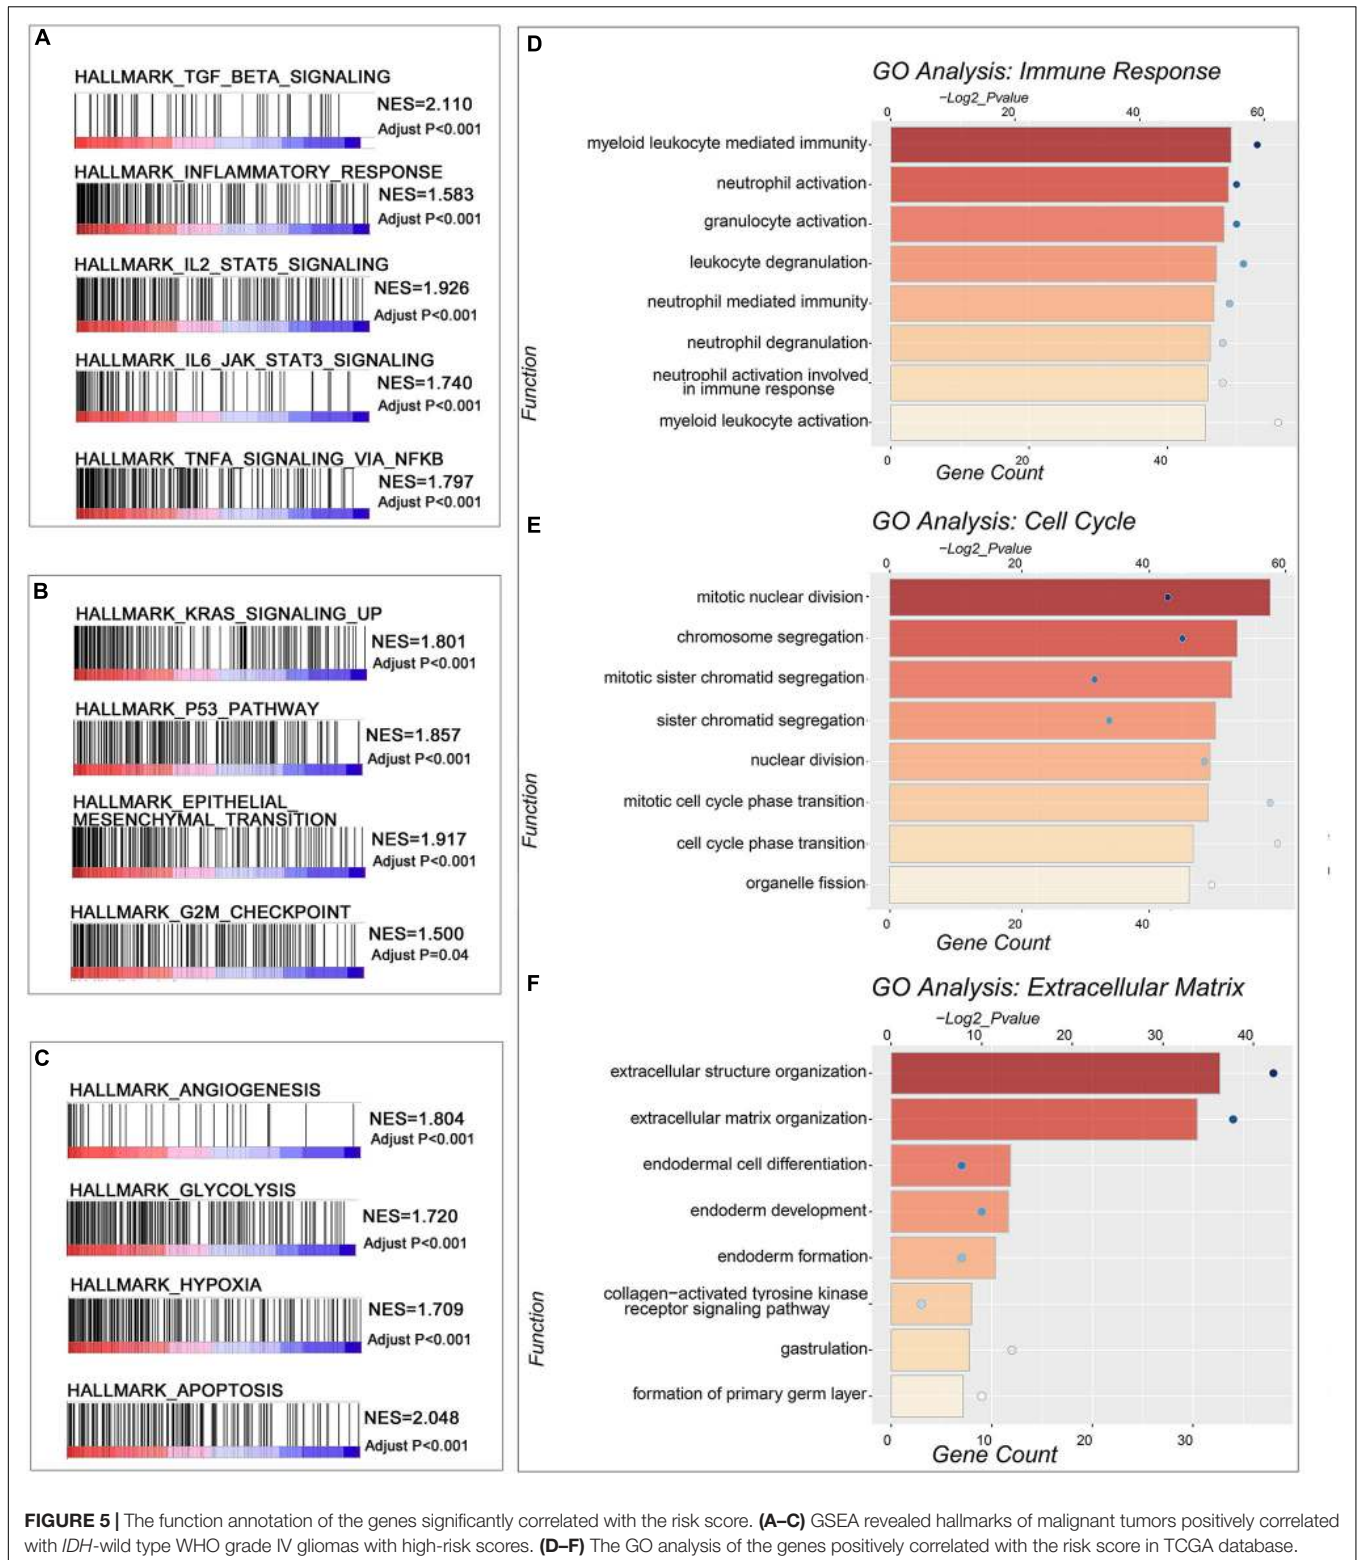 A
HALLMARK_TGF_BETA_SIGNALING
NES=2.110
Adjust P<0.001
HALLMARK_INFLAMMATORY_RESPONSE
NES=1.583
Adjust P<0.001
HALLMARK_IL2_STAT5_SIGNALING
NES=1.926
Adjust P<0.001
HALLMARK_IL6_JAK_STAT3_SIGNALING
NES=1.740
Adjust P<0.001
HALLMARK_TNFA_SIGNALING_VIA_NFKB
NES=1.797
Adjust P<0.001
B
HALLMARK_KRAS_SIGNALING_UP
NES=1.801
Adjust P<0.001
HALLMARK_P53_PATHWAY
NES=1.857
Adjust P<0.001
HALLMARK_EPITHELIAL_
MESENCHYMAL_TRANSITION
NES=1.917
Adjust P<0.001
HALLMARK_G2M_CHECKPOINT
NES=1.500
Adjust P=0.04
C
HALLMARK_ANGIOGENESIS
NES=1.804
Adjust P<0.001
HALLMARK_GLYCOLYSIS
NES=1.720
Adjust P<0.001
HALLMARK_HYPOXIA
NES=1.709
Adjust P<0.001
HALLMARK_APOPTOSIS
NES=2.048
Adjust P<0.001
D
GO Analysis: Immune Response
−Log2_Pvalue
0 20 40 60
myeloid leukocyte mediated immunity
neutrophil activation
granulocyte activation
leukocyte degranulation
neutrophil mediated immunity
neutrophil degranulation
neutrophil activation involved
in immune response
myeloid leukocyte activation
Function
0 20 40
Gene Count
E
GO Analysis: Cell Cycle
−Log2_Pvalue
0 20 40 60
mitotic nuclear division
chromosome segregation
mitotic sister chromatid segregation
sister chromatid segregation
nuclear division
mitotic cell cycle phase transition
cell cycle phase transition
organelle fission
Function
0 20 40
Gene Count
F
GO Analysis: Extracellular Matrix
−Log2_Pvalue
0 10 20 30 40
extracellular structure organization
extracellular matrix organization
endodermal cell differentiation
endoderm development
endoderm formation
collagen−activated tyrosine kinase
receptor signaling pathway
gastrulation
formation of primary germ layer
Function
0 10 20 30
Gene Count
FIGURE 5 | The function annotation of the genes significantly correlated with the risk score. (A–C) GSEA revealed hallmarks of malignant tumors positively correlated
with IDH-wild type WHO grade IV gliomas with high-risk scores. (D–F) The GO analysis of the genes positively correlated with the risk score in TCGA database.